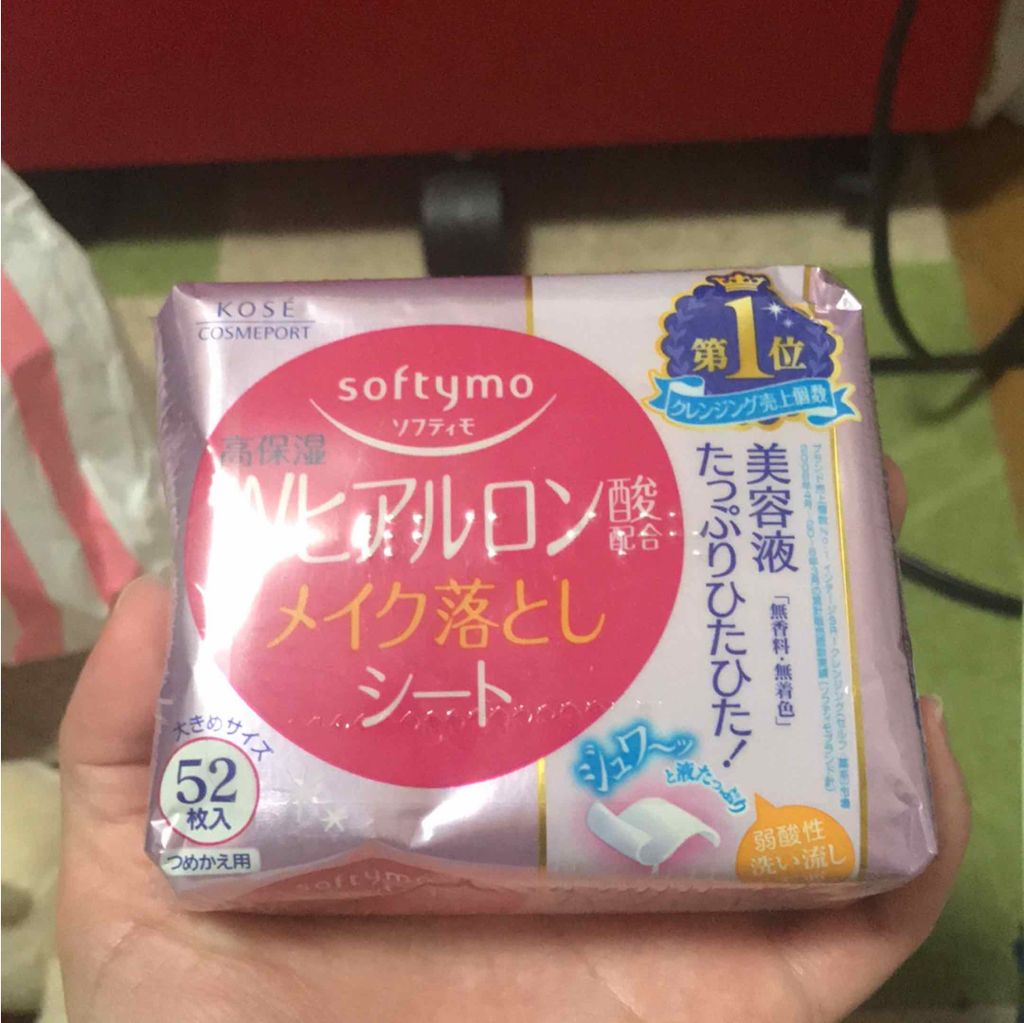 KOSÉ
COSMEPORT
softymo
ソフティモ
高保湿
Wヒアルロン酸
配合
メイク落とし
シート
大きめサイズ
52
枚入
つめかえ用
第1位
クレンジング売上個数
美容液
たっぷりひたひた!
「無香料・無着色」
シュワ〜ッ
と液たっぷり
弱酸性
洗い流し
softymo